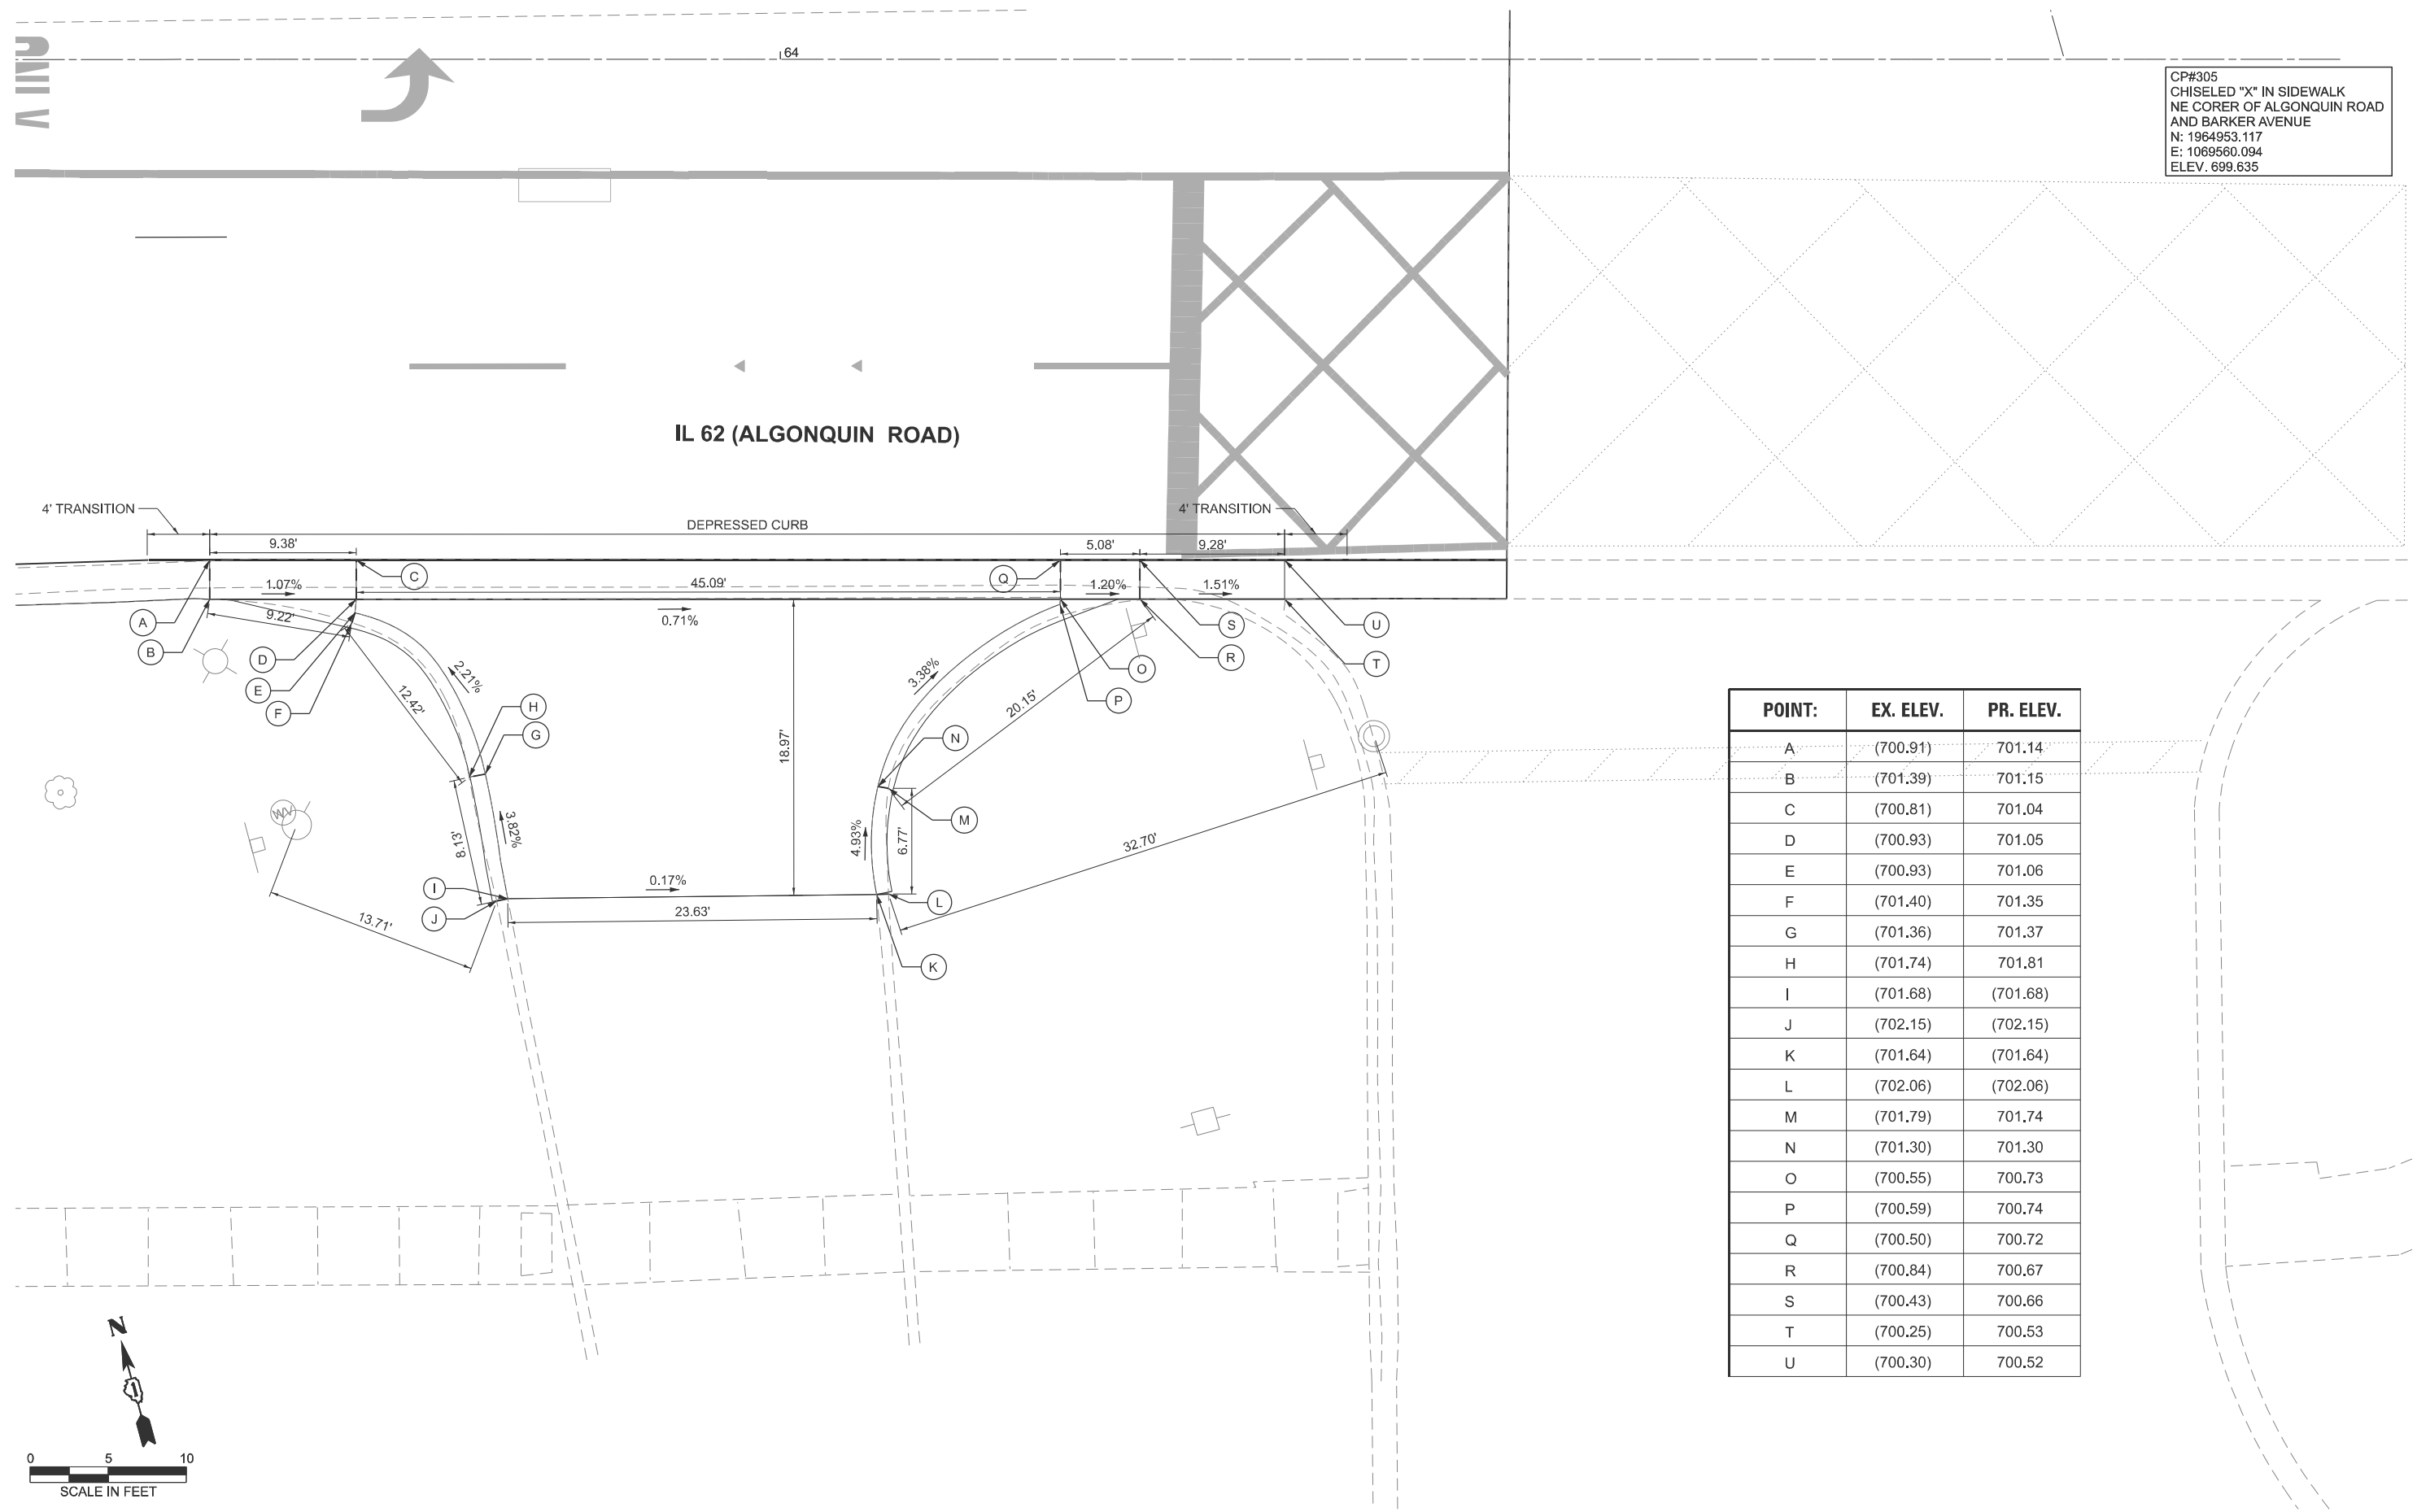 64
CP#305
CHISELED "X" IN SIDEWALK
NE CORER OF ALGONQUIN ROAD
AND BARKER AVENUE
N: 1964953.117
E: 1069560.094
ELEV. 699.635
IL 62 (ALGONQUIN ROAD)
4' TRANSITION
4' TRANSITION
DEPRESSED CURB
9.38'
5.08'
9.28'
C
Q
1.07%
45.09'
1.20%
1.51%
A
9.22'
0.71%
S
U
B
D
R
T
E
2.21%
3.38%
O
F
12.42'
P
20.15'
H
G
18.97'
N
WV
8.13'
3.82%
4.93%
6.77'
M
32.70'
I
0.17%
L
J
13.71'
23.63'
K
POINT: EX. ELEV. PR. ELEV.
A (700.91) 701.14
B (701.39) 701.15
C (700.81) 701.04
D (700.93) 701.05
E (700.93) 701.06
F (701.40) 701.35
G (701.36) 701.37
H (701.74) 701.81
I (701.68) (701.68)
J (702.15) (702.15)
K (701.64) (701.64)
L (702.06) (702.06)
M (701.79) 701.74
N (701.30) 701.30
O (700.55) 700.73
P (700.59) 700.74
Q (700.50) 700.72
R (700.84) 700.67
S (700.43) 700.66
T (700.25) 700.53
U (700.30) 700.52
N
0 5 10
SCALE IN FEET